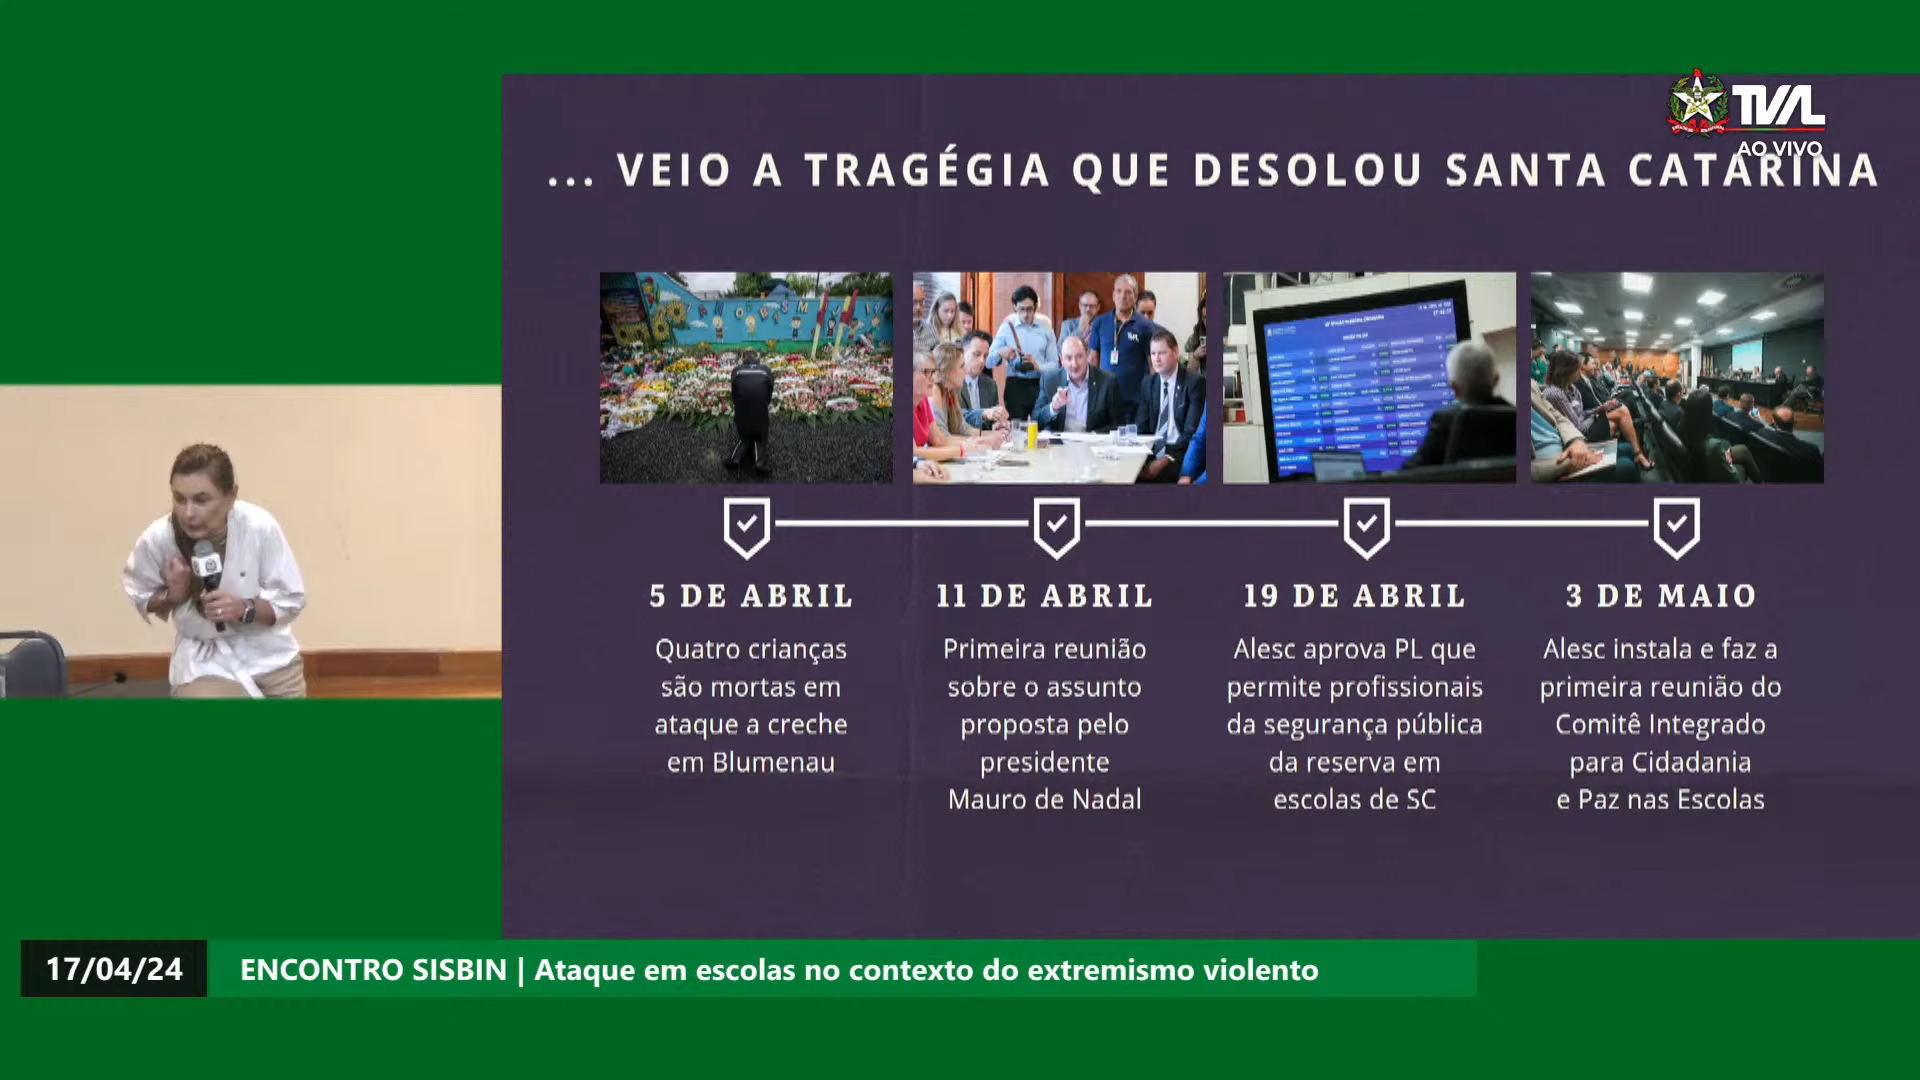 TVAL
AO VIVO
... VEIO A TRAGÉGIA QUE DESOLOU SANTA CATARINA
5 DE ABRIL
Quatro crianças
são mortas em
ataque a creche
em Blumenau
11 DE ABRIL
Primeira reunião
sobre o assunto
proposta pelo
presidente
Mauro de Nadal
19 DE ABRIL
Alesc aprova PL que
permite profissionais
da segurança pública
da reserva em
escolas de SC
3 DE MAIO
Alesc instala e faz a
primeira reunião do
Comitê Integrado
para Cidadania
e Paz nas Escolas
17/04/24
ENCONTRO SISBIN | Ataque em escolas no contexto do extremismo violento